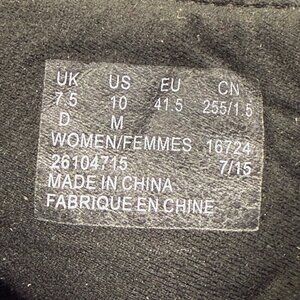 UK US EU CN
7.5 10 41.5 255/1.5
D M
WOMEN/FEMMES 16724
26104715 7/15
MADE IN CHINA
FABRIQUE EN CHINE